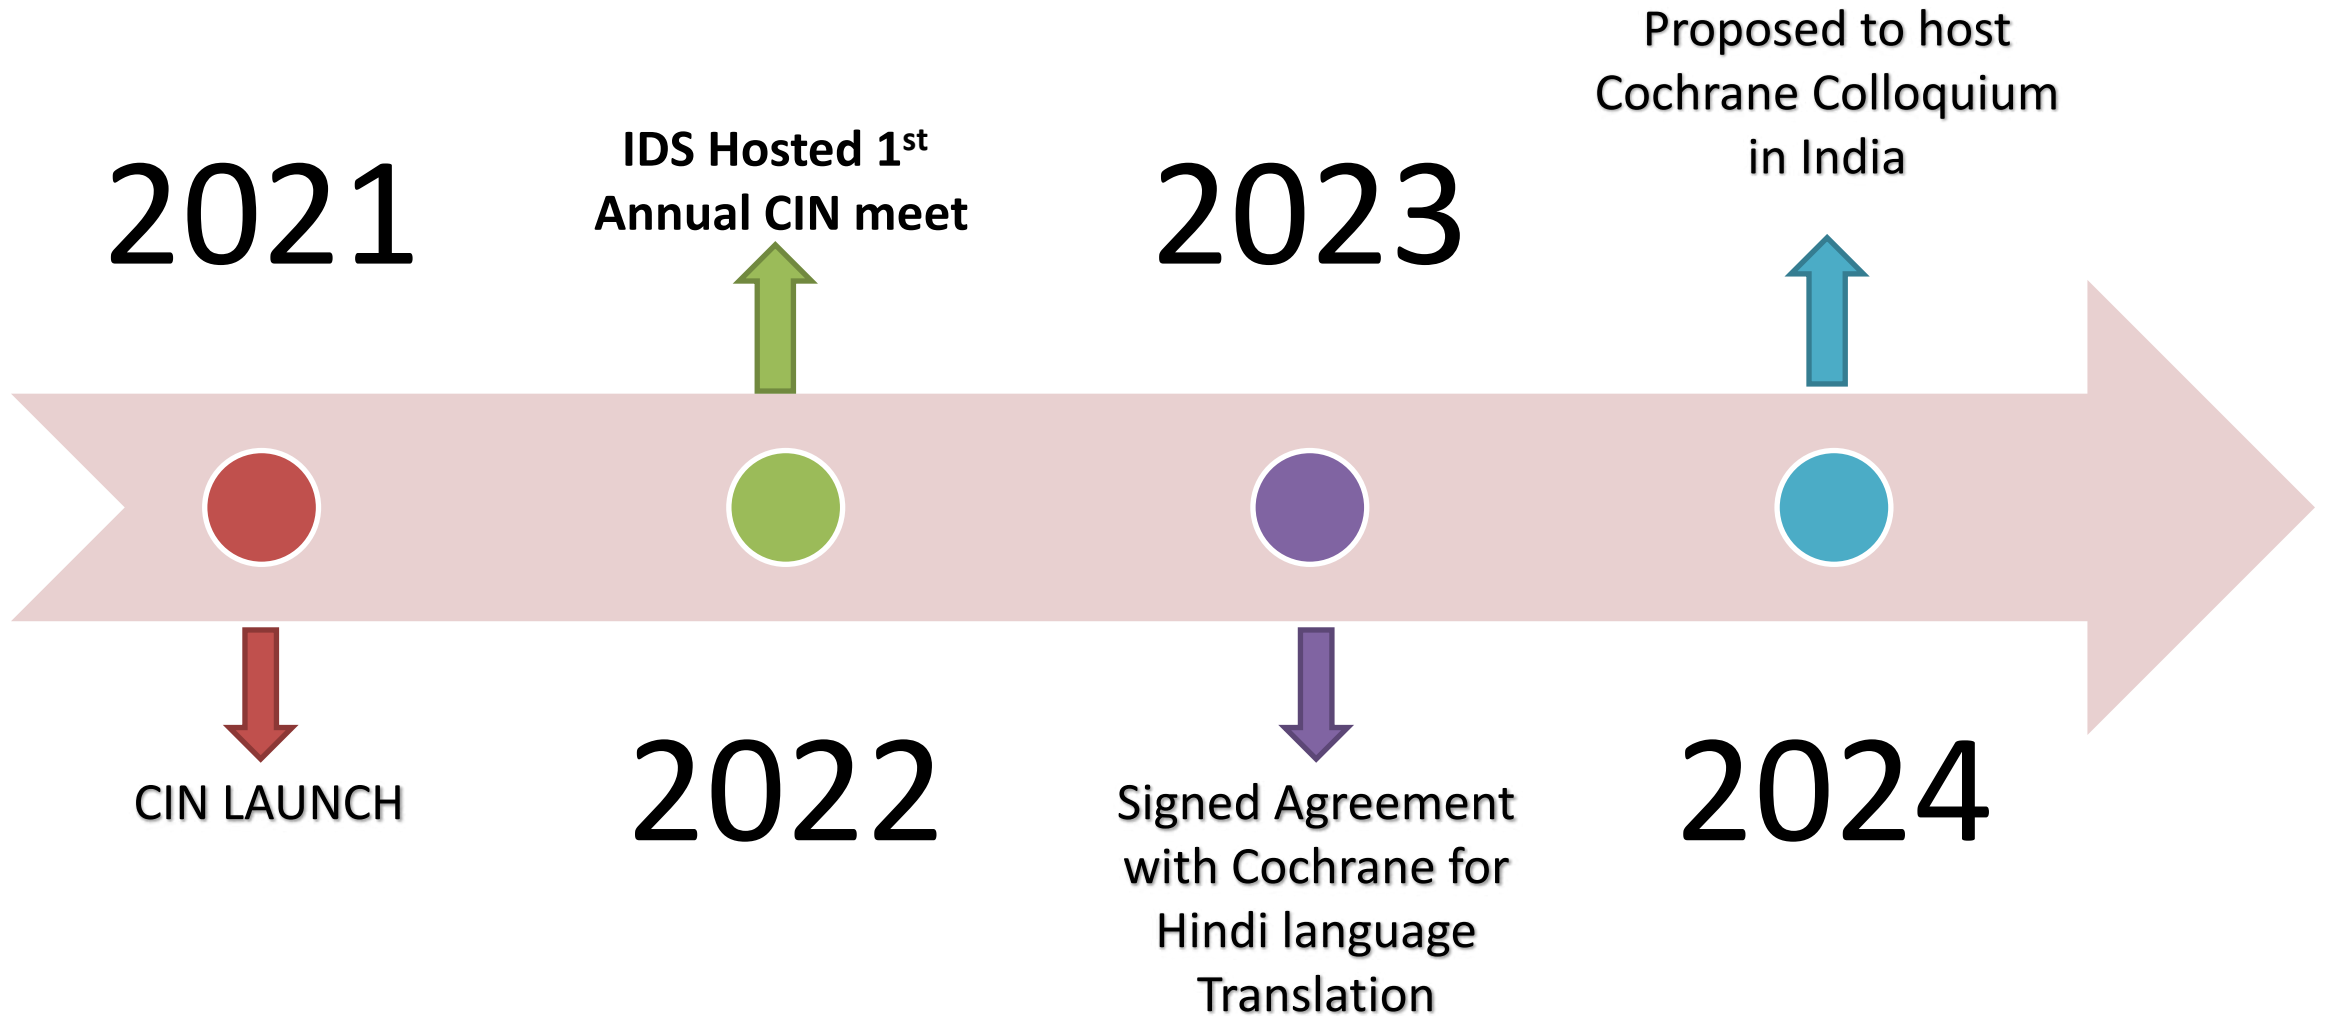 2021
CIN LAUNCH
IDS Hosted 1st
Annual CIN meet
2022
2023
Signed Agreement
with Cochrane for
Hindi language
Translation
Proposed to host
Cochrane Colloquium
in India
2024